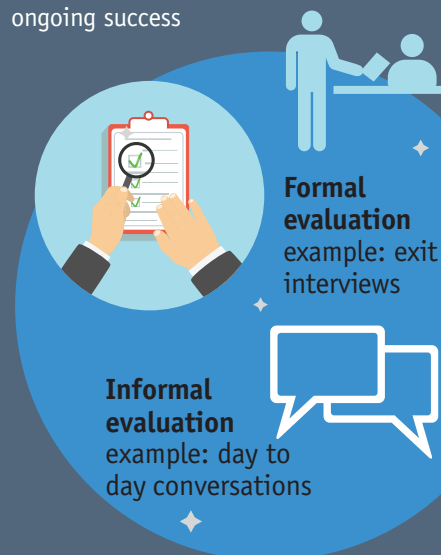 ongoing success
Formal
evaluation
example: exit
interviews
Informal
evaluation
example: day to
day conversations